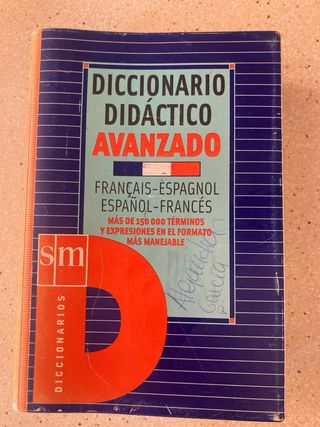 DICCIONARIO
DIDÁCTICO
AVANZADO
FRANÇAIS-ESPAGNOL
ESPAÑOL-FRANCÉS
MÁS DE 150 000 TÉRMINOS
Y EXPRESIONES EN EL FORMATO
MÁS MANEJABLE
sm
DICCIONARIOS